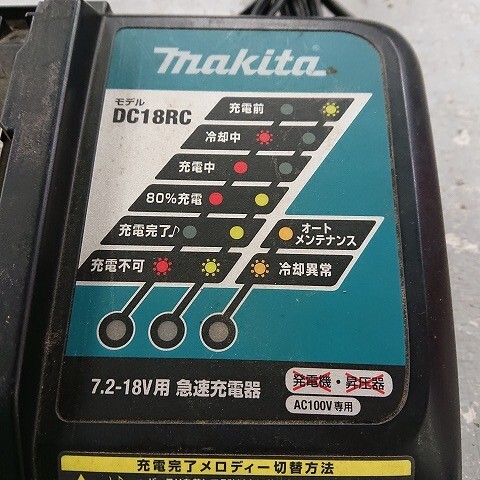 makita
モデル
DC18RC
充電前
冷却中
充電中
80%充電
充電完了♪
オート
メンテナンス
充電不可
冷却異常
7.2-18V用 急速充電器
発電機・昇圧器
AC100V専用
充電完了メロディー切替方法